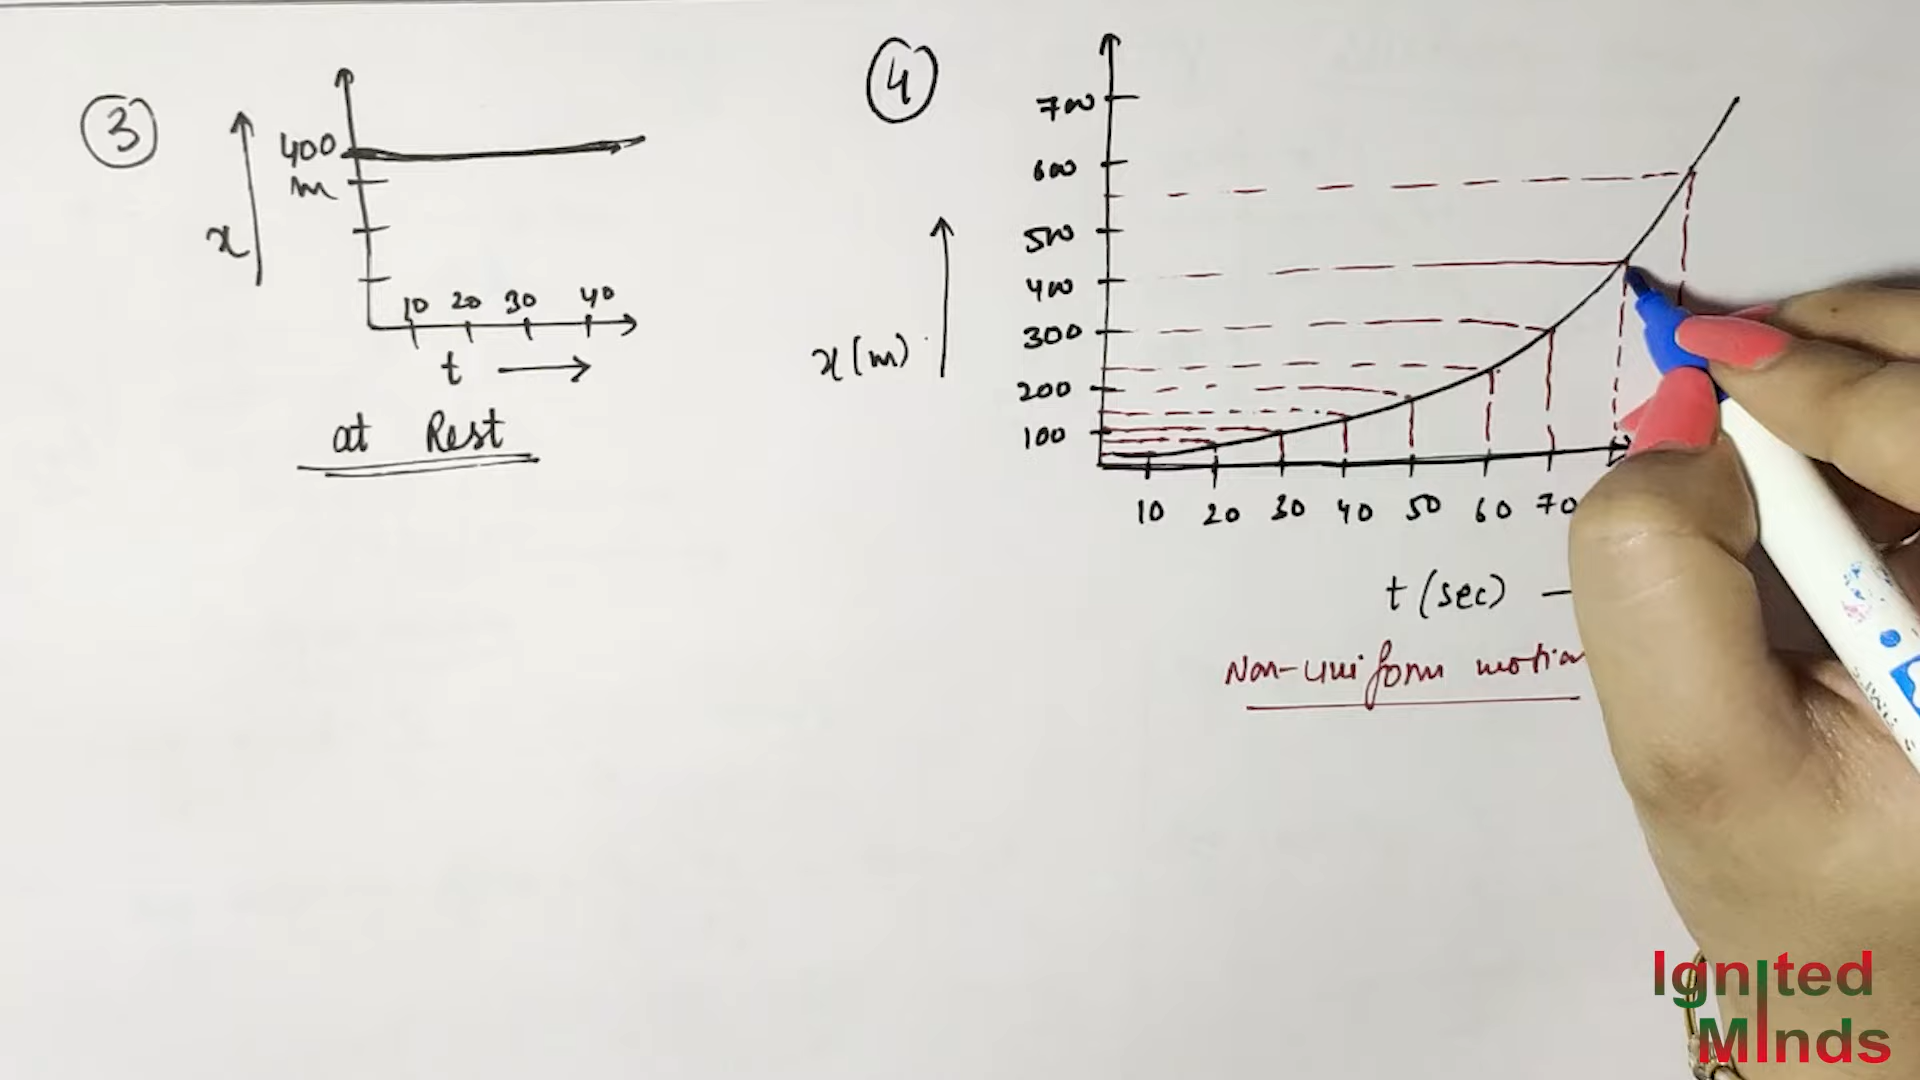 3
400
m
x
10 20 30 40
t
at Rest
4
700
600
500
400
300
200
100
x (m)
10 20 30 40 50 60 70
t (sec)
Non-uniform motion
Ignited
Minds